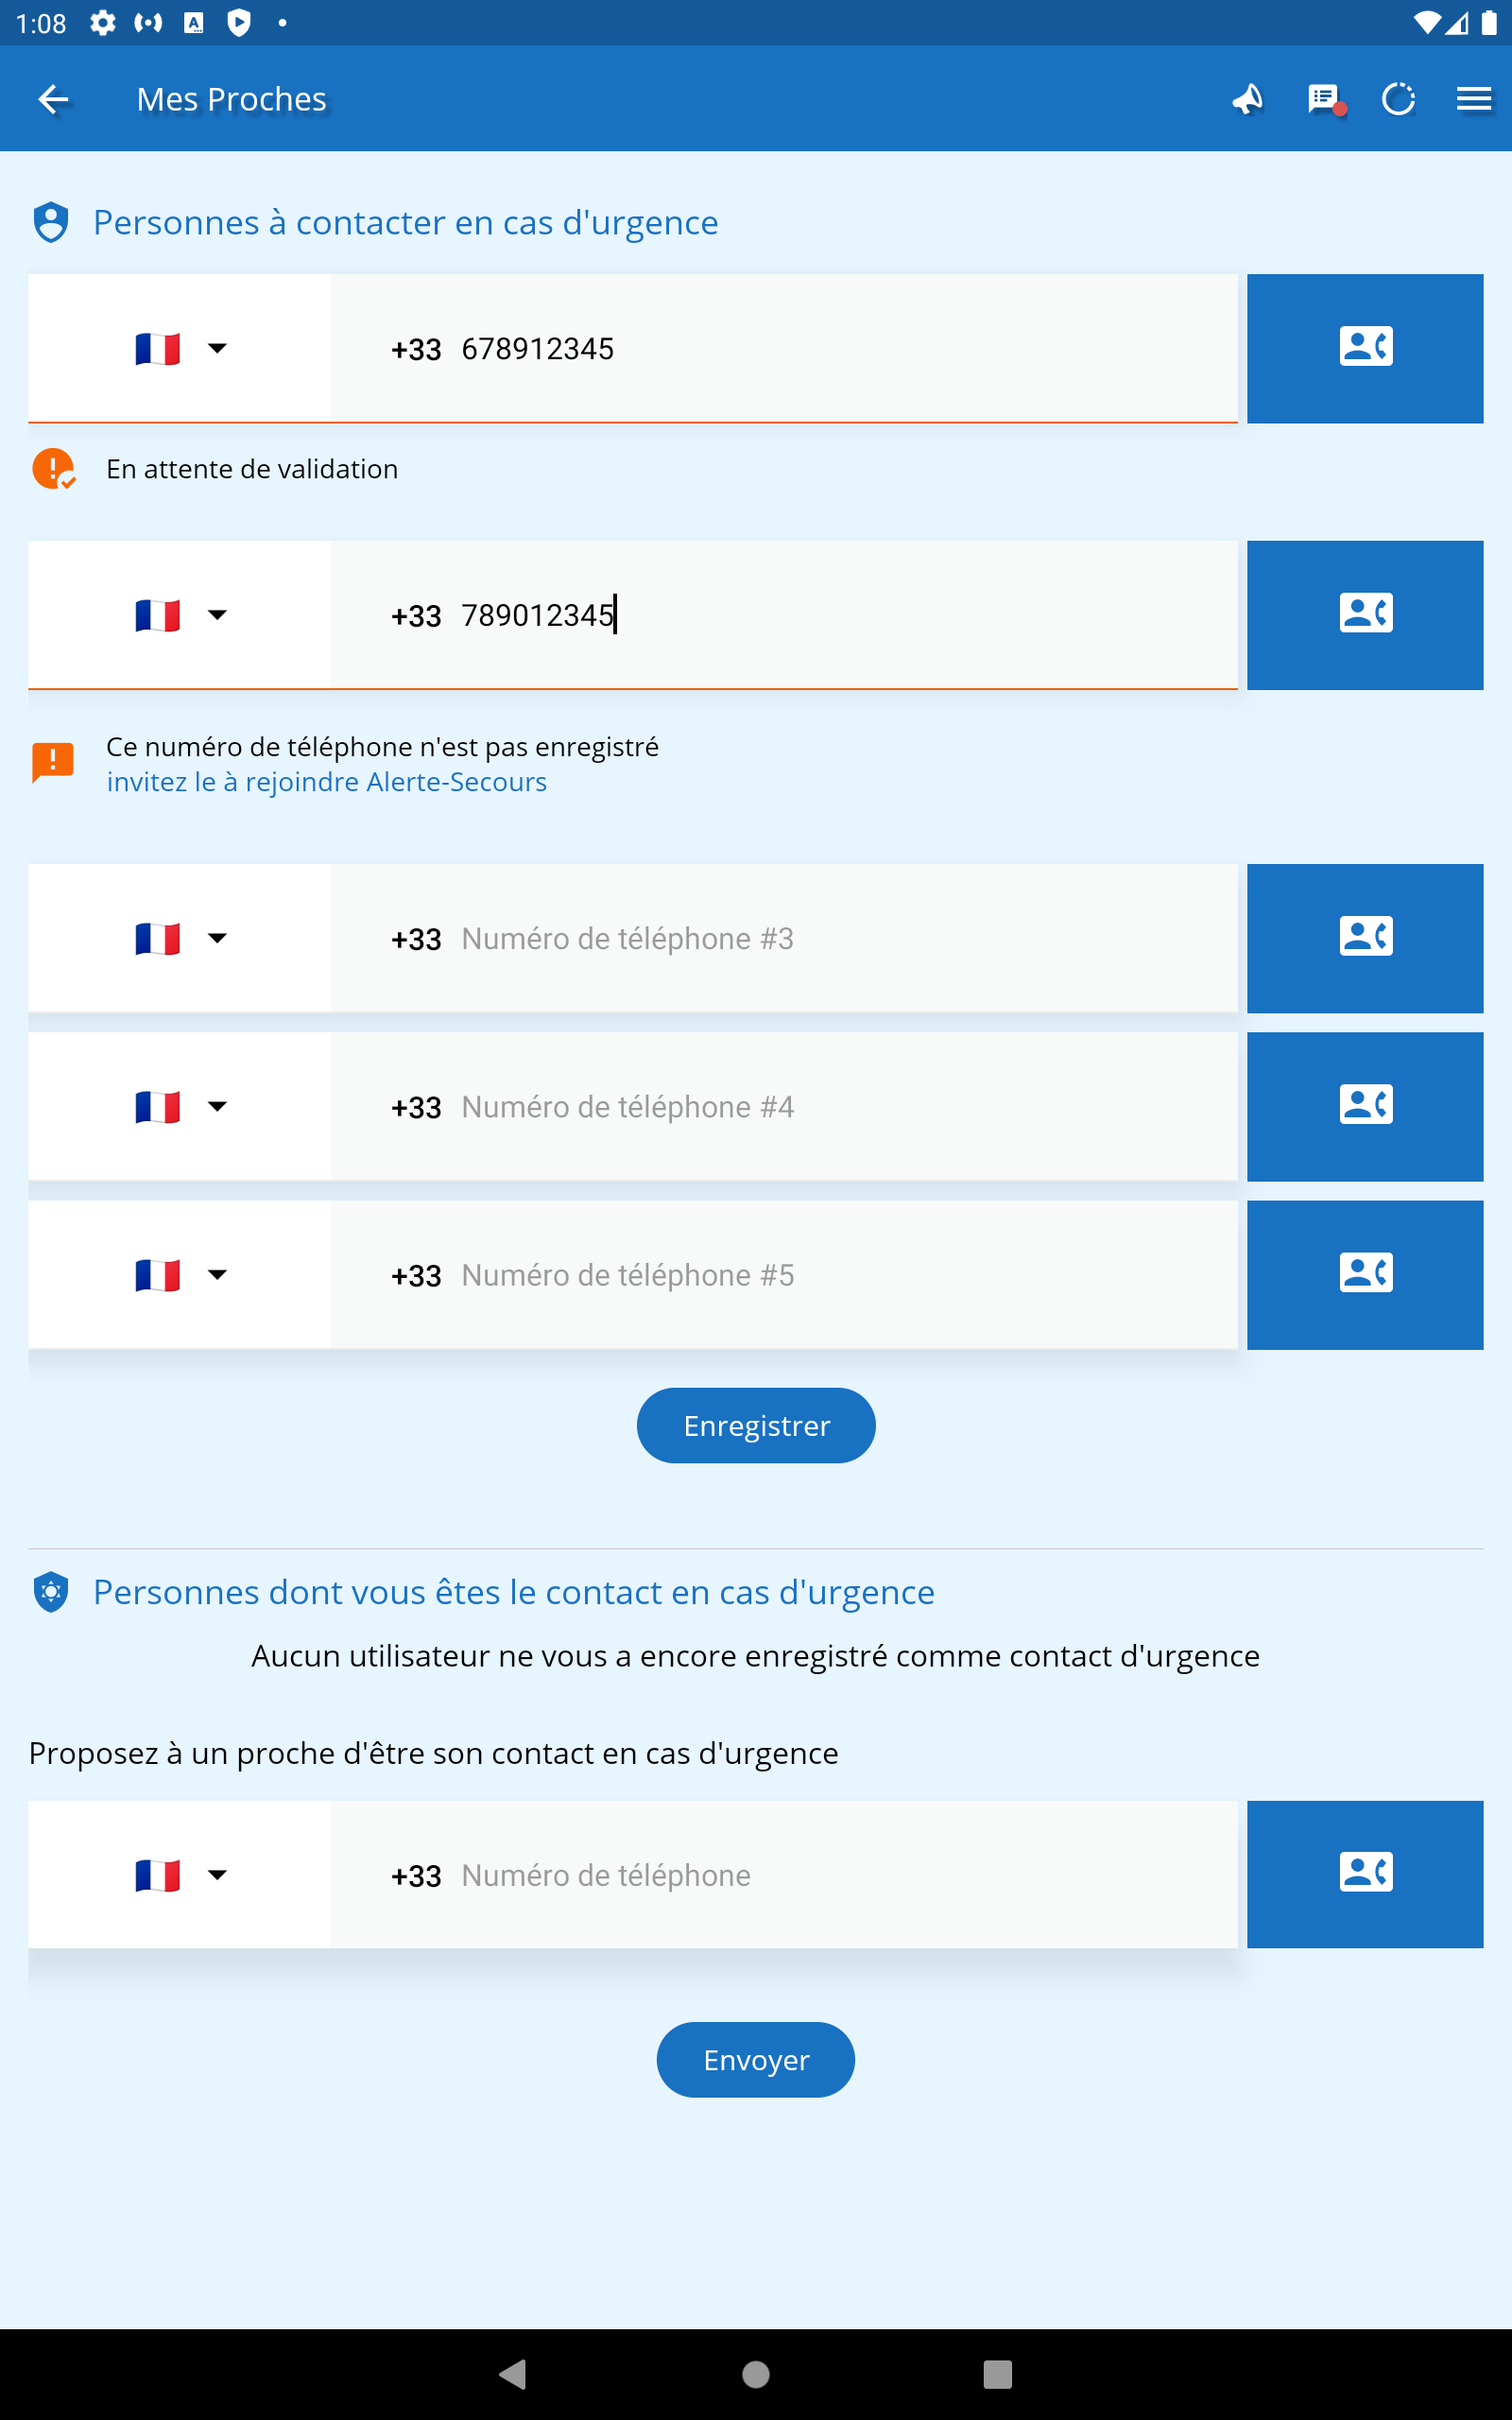 1:08
Mes Proches
Personnes à contacter en cas d'urgence
+33 678912345
En attente de validation
+33 789012345
Ce numéro de téléphone n'est pas enregistré
invitez le à rejoindre Alerte-Secours
+33 Numéro de téléphone #3
+33 Numéro de téléphone #4
+33 Numéro de téléphone #5
Enregistrer
Personnes dont vous êtes le contact en cas d'urgence
Aucun utilisateur ne vous a encore enregistré comme contact d'urgence
Proposez à un proche d'être son contact en cas d'urgence
+33 Numéro de téléphone
Envoyer